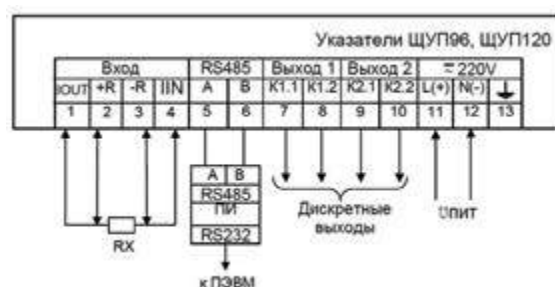 Указатели ЩУП96, ЩУП120
Вход RS485 Выход 1 Выход 2 ≂ 220V
IOUT +R -R IIN A B K1.1 K1.2 K2.1 K2.2 L(+) N(-)
1 2 3 4 5 6 7 8 9 10 11 12 13
A B
RS485
ПИ
RS232
RX
Дискретные
выходы
Uпит
к ПЭВМ